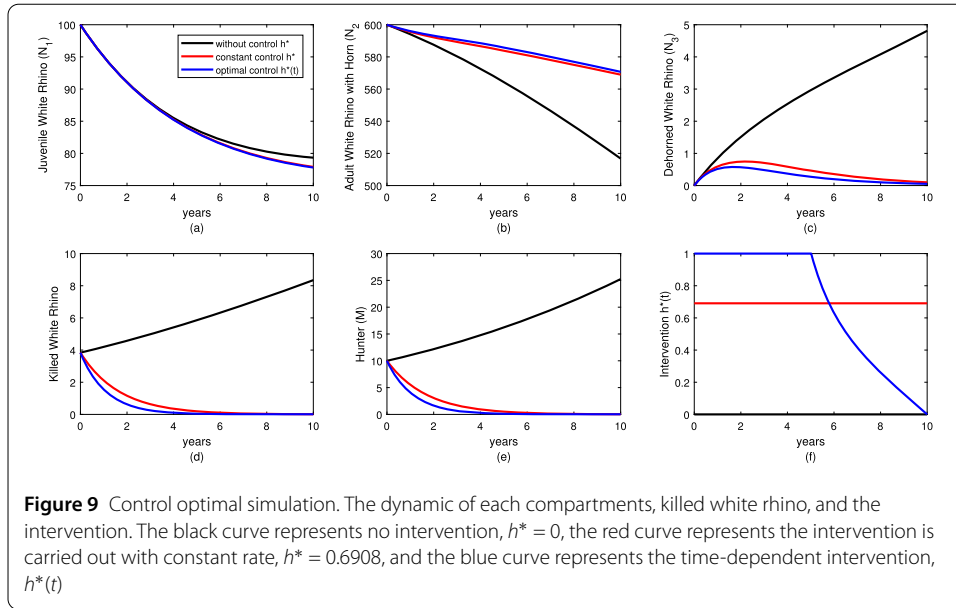 100
95
90
85
80
75
Juvenile White Rhino (N1)
without control h*
constant control h*
optimal control h*(t)
0 2 4 6 8 10
years
(a)
600
580
560
540
520
500
Adult White Rhino with Horn (N2
0 2 4 6 8 10
years
(b)
5
4
3
2
1
0
Dehorned White Rhino (N3)
0 2 4 6 8 10
years
(c)
10
8
6
4
2
0
Killed White Rhino
0 2 4 6 8 10
years
(d)
30
25
20
15
10
5
0
Hunter (M)
0 2 4 6 8 10
years
(e)
1
0.8
0.6
0.4
0.2
0
Intervention h*(t)
0 2 4 6 8 10
years
(f)
Figure 9 Control optimal simulation. The dynamic of each compartments, killed white rhino, and the
intervention. The black curve represents no intervention, h* = 0, the red curve represents the intervention is
carried out with constant rate, h* = 0.6908, and the blue curve represents the time-dependent intervention,
h*(t)